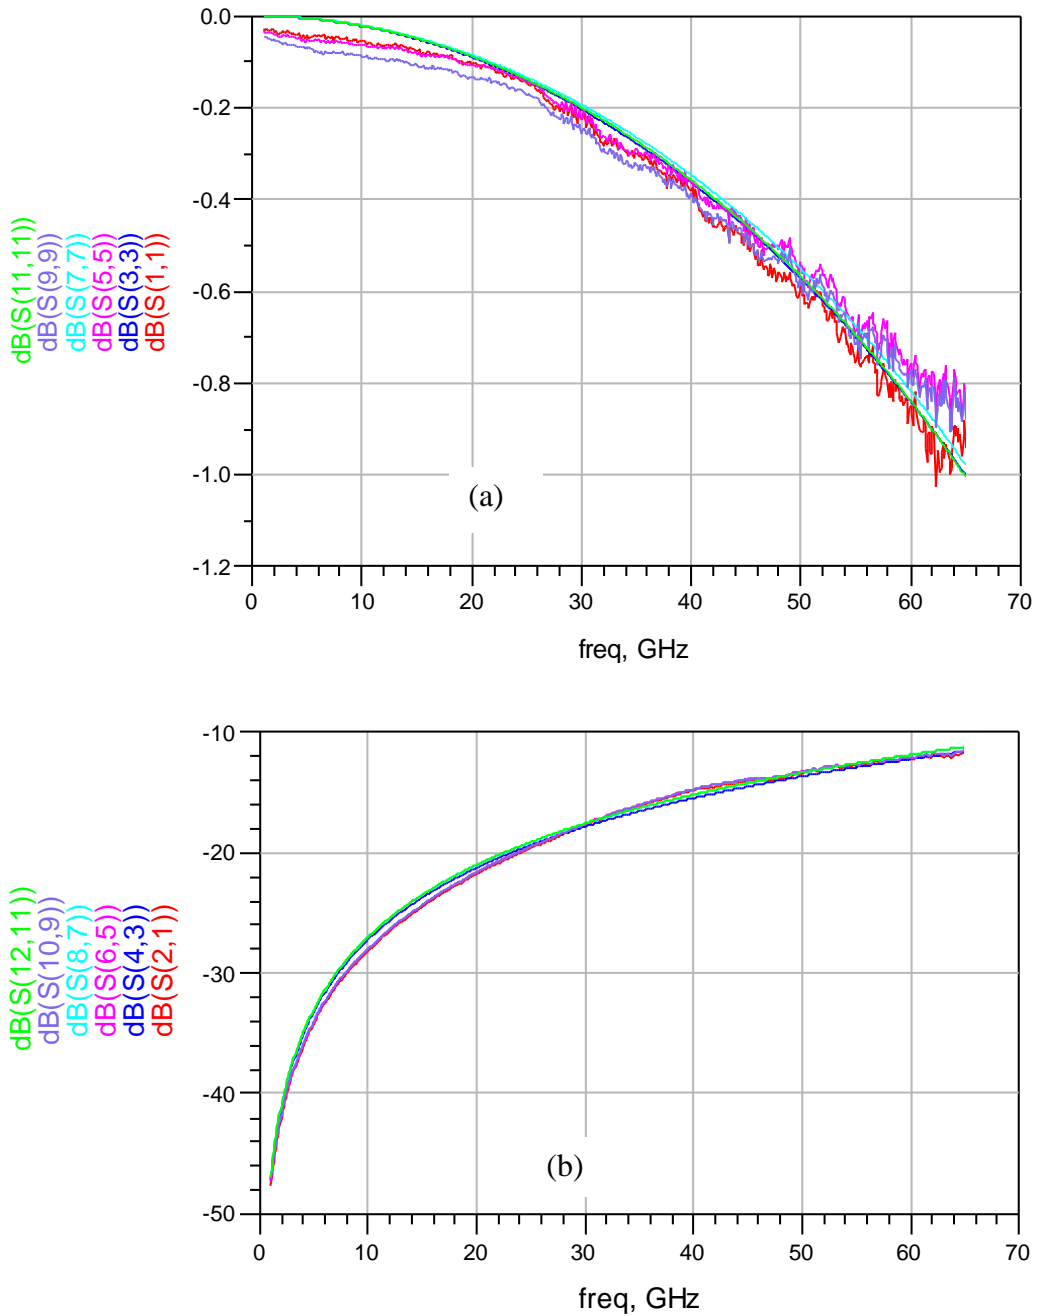 dB(S(11,11))
dB(S(9,9))
dB(S(7,7))
dB(S(5,5))
dB(S(3,3))
dB(S(1,1))
0.0
-0.2
-0.4
-0.6
-0.8
-1.0
-1.2
(a)
0 10 20 30 40 50 60 70
freq, GHz
dB(S(12,11))
dB(S(10,9))
dB(S(8,7))
dB(S(6,5))
dB(S(4,3))
dB(S(2,1))
-10
-20
-30
-40
-50
(b)
0 10 20 30 40 50 60 70
freq, GHz